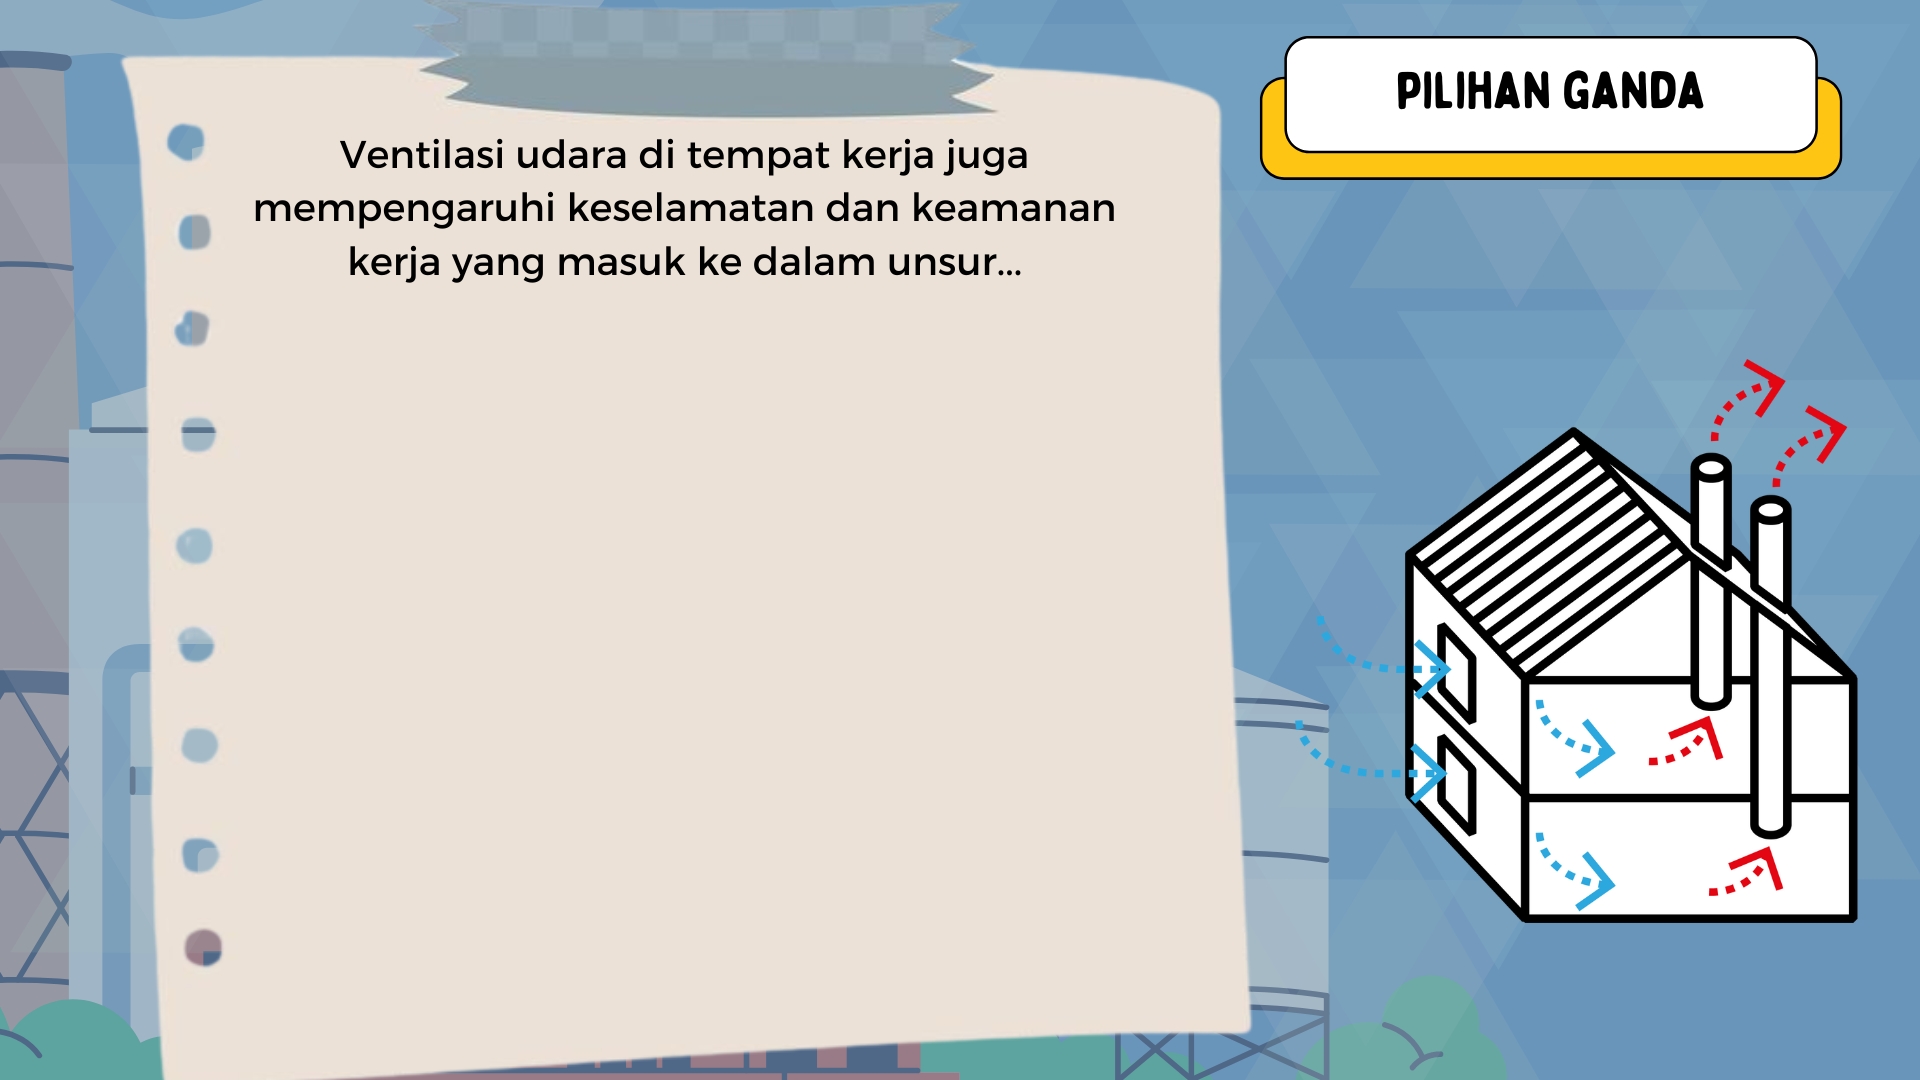 PILIHAN GANDA
Ventilasi udara di tempat kerja juga
mempengaruhi keselamatan dan keamanan
kerja yang masuk ke dalam unsur...